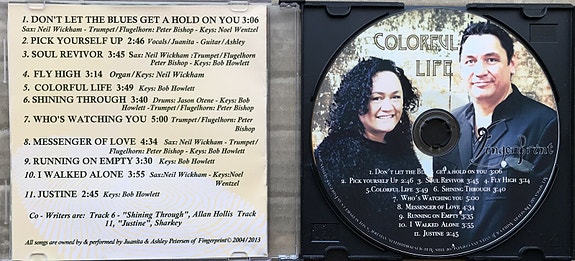 1. DON'T LET THE BLUES GET A HOLD ON YOU 3:06
Sax: Neil Wickham - Trumpet/Flugelhorn: Peter Bishop - Keys: Noel Wentzel
2. PICK YOURSELF UP 2:46 Vocals/Juanita - Guitar/Ashley
3. SOUL REVIVOR 3:45 Sax: Neil Wickham :Trumpet/Flugelhorn
Peter Bishop - Keys: Bob Howlett
4. FLY HIGH 3:14 Organ/Keys: Neil Wickham
5. COLORFUL LIFE 3:49 Keys: Bob Howlett
6. SHINING THROUGH 3:40 Drums: Jason Otene - Keys: Bob
Howlett -Trumpet/Flugelhorn: Peter Bishop
7. WHO'S WATCHING YOU 5:00 Trumpet/Flugelhorn: Peter
Bishop
8. MESSENGER OF LOVE 4:34 Sax: Neil Wickham - Trumpet/
Flugelhorn: Peter Bishop - Keys: Bob Howlett
9. RUNNING ON EMPTY 3:30 Keys: Bob Howlett
10. I WALKED ALONE 3:55 Sax:Neil Wickham - Keys:Noel
Wentzel
11. JUSTINE 2:45 Keys: Bob Howlett
Co - Writers are: Track 6 - "Shining Through", Allan Hollis Track
11, "Justine", Sharkey
All songs are owned by & performed by Juanita & Ashley Petersen of Fingerprint© 2004/2013
COLORFUL
LIFE
Fingerprint
1. Don't let the Blues get a hold on you 3:06
2. Pick yourself Up 2:46 3. Soul Revivor 3:45 4. Fly High 3:14
5.Colorful Life 3:49 6. Shining Through 3:40
7. Who's Watching You 5:00
8. Messenger of Love 4:34
9. Running on Empty 3:30
10. I Walked Alone 3:55
11. Justine 2:45